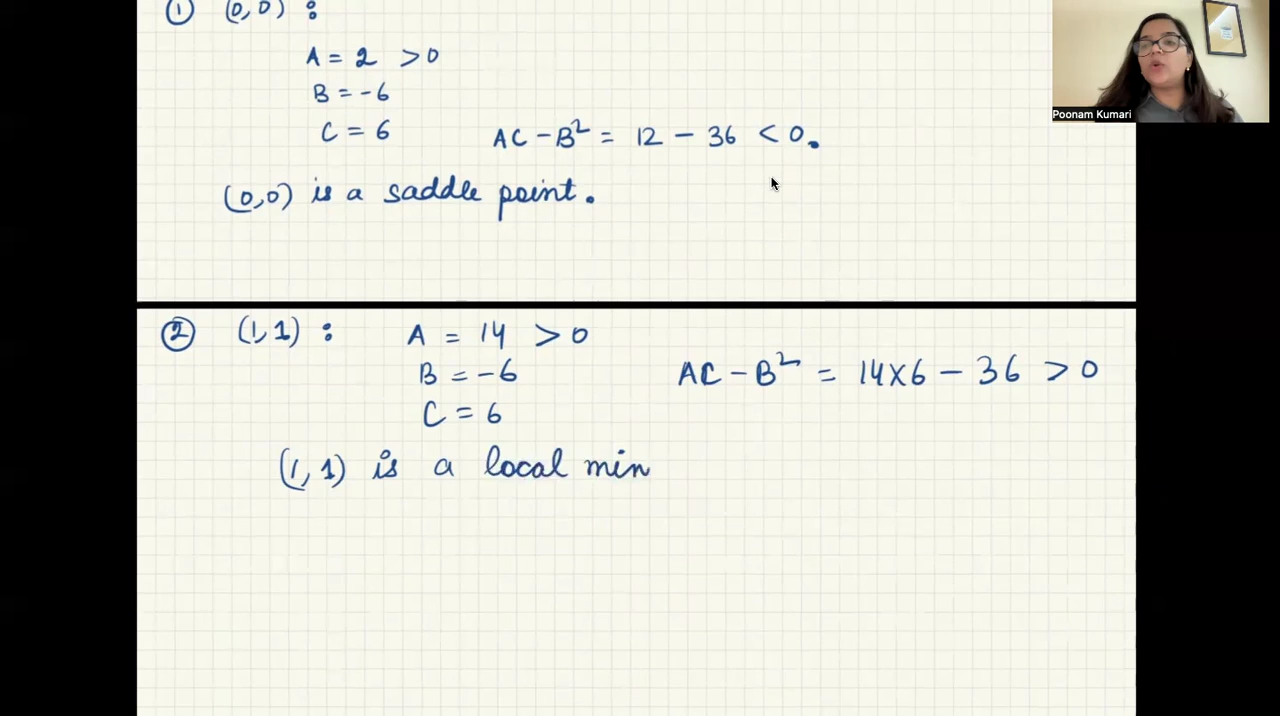 ① (0,0) :
A = 2 > 0
B = -6
C = 6 AC - B² = 12 - 36 < 0.
(0,0) is a saddle point.
② (1,1) : A = 14 > 0
B = -6 AC - B² = 14×6 - 36 > 0
C = 6
(1,1) is a local min
Poonam Kumari